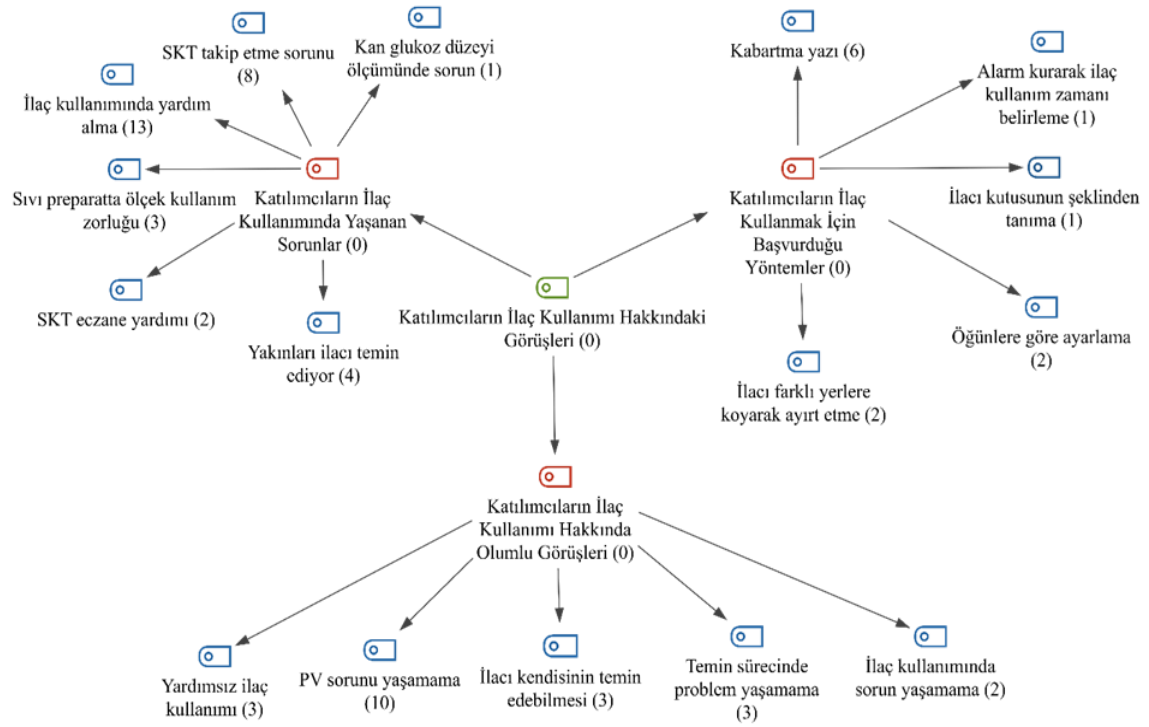 SKT takip etme sorunu
(8)
Kan glukoz düzeyi
ölçümünde sorun (1)
İlaç kullanımında yardım
alma (13)
Sıvı preparatta ölçek kullanım
zorluğu (3)
Katılımcıların İlaç
Kullanımında Yaşanan
Sorunlar (0)
SKT eczane yardımı (2)
Yakınları ilacı temin
ediyor (4)
Kabartma yazı (6)
Alarm kurarak ilaç
kullanım zamanı
belirleme (1)
Katılımcıların İlaç
Kullanmak İçin
Başvurduğu
Yöntemler (0)
İlacı kutusunun şeklinden
tanıma (1)
Öğünlere göre ayarlama
(2)
İlacı farklı yerlere
koyarak ayırt etme (2)
Katılımcıların İlaç Kullanımı Hakkındaki
Görüşleri (0)
Katılımcıların İlaç
Kullanımı Hakkında
Olumlu Görüşleri (0)
Yardımsız ilaç
kullanımı (3)
PV sorunu yaşamama
(10)
İlacı kendisinin temin
edebilmesi (3)
Temin sürecinde
problem yaşamama
(3)
İlaç kullanımında
sorun yaşamama (2)